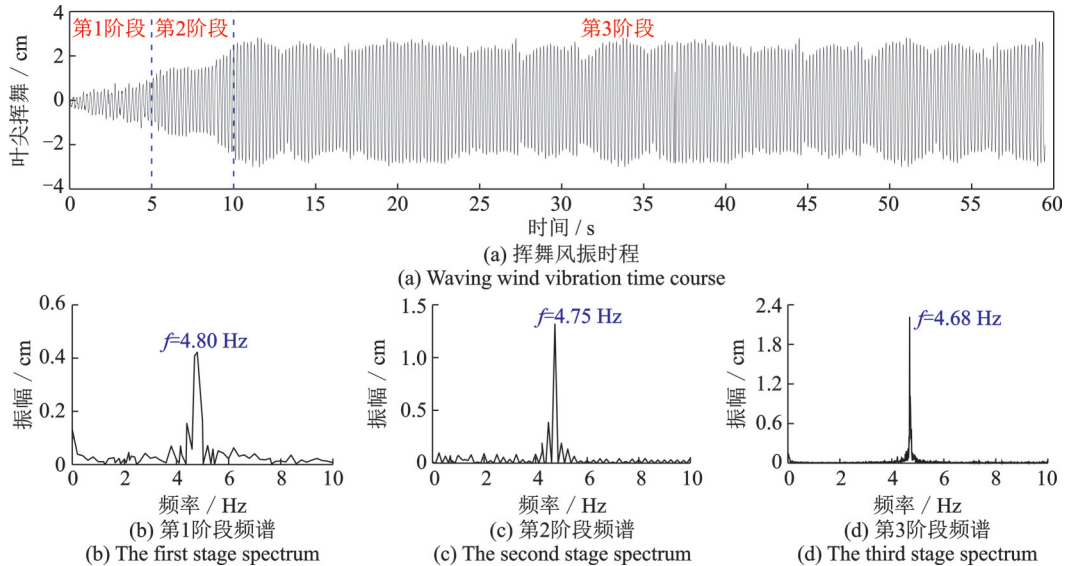 第1阶段 第2阶段 第3阶段
叶尖挥舞 / cm
4
2
0
−2
−4
0 5 10 15 20 25 30 35 40 45 50 55 60
时间 / s
(a) 挥舞风振时程
(a) Waving wind vibration time course
振幅 / cm
0.6
0.4
0.2
0
f=4.80 Hz
0 2 4 6 8 10
频率 / Hz
(b) 第1阶段频谱
(b) The first stage spectrum
振幅 / cm
1.5
1.0
0.5
0
f=4.75 Hz
0 2 4 6 8 10
频率 / Hz
(c) 第2阶段频谱
(c) The second stage spectrum
振幅 / cm
2.4
1.8
1.2
0.6
0
f=4.68 Hz
0 2 4 6 8 10
频率 / Hz
(d) 第3阶段频谱
(d) The third stage spectrum